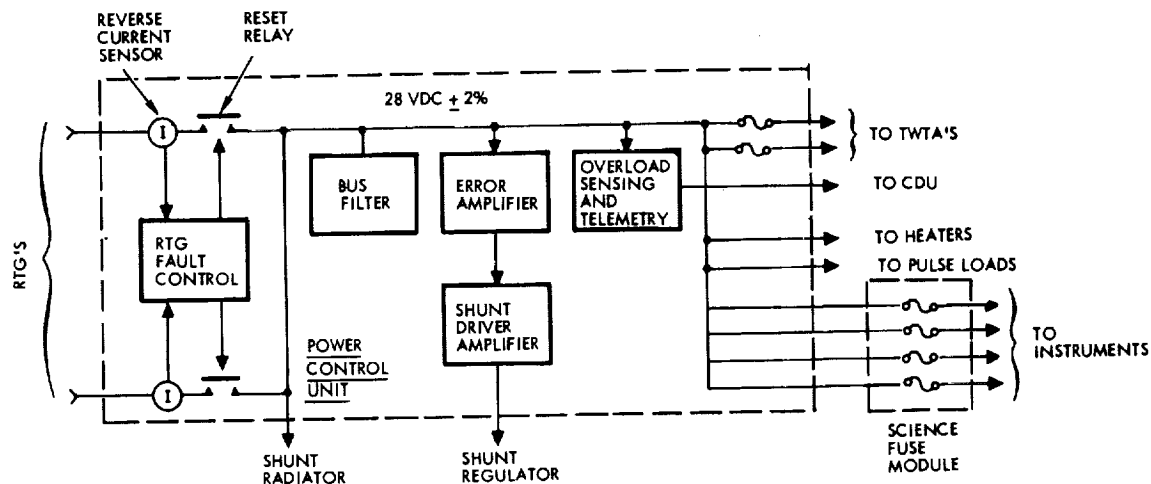 REVERSE
CURRENT
SENSOR
RESET
RELAY
28 VDC ± 2%
RTG'S
I
RTG
FAULT
CONTROL
I
BUS
FILTER
ERROR
AMPLIFIER
OVERLOAD
SENSING
AND
TELEMETRY
SHUNT
DRIVER
AMPLIFIER
POWER
CONTROL
UNIT
TO TWTA'S
TO CDU
TO HEATERS
TO PULSE LOADS
TO
INSTRUMENTS
SHUNT
RADIATOR
SHUNT
REGULATOR
SCIENCE
FUSE
MODULE